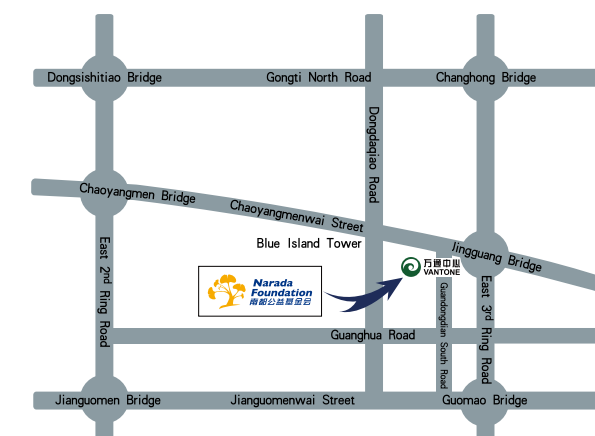 Dongsishitiao Bridge
Gongti North Road
Changhong Bridge
Dongdaqiao Road
Chaoyangmen Bridge
Chaoyangmenwai Street
Blue Island Tower
Jingguang Bridge
万通中心
VANTONE
East 2nd Ring Road
Narada
Foundation
南都公益基金会
Guandongdian South Road
East 3rd Ring Road
Guanghua Road
Jianguomen Bridge
Jianguomenwai Street
Guomao Bridge